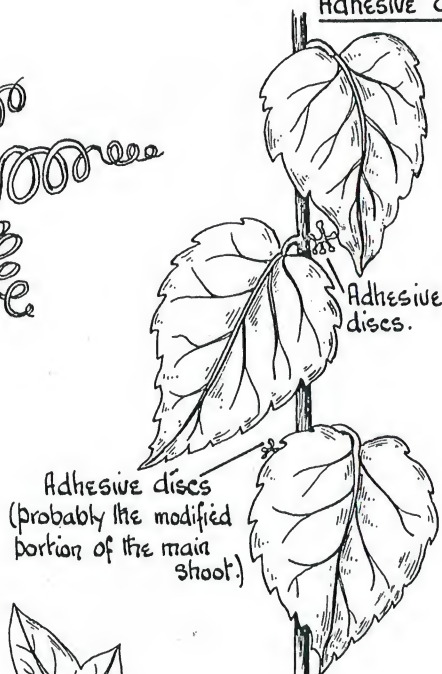 Adhesive
Adhesive
discs.
Adhesive discs
(probably the modified
portion of the main
shoot.)